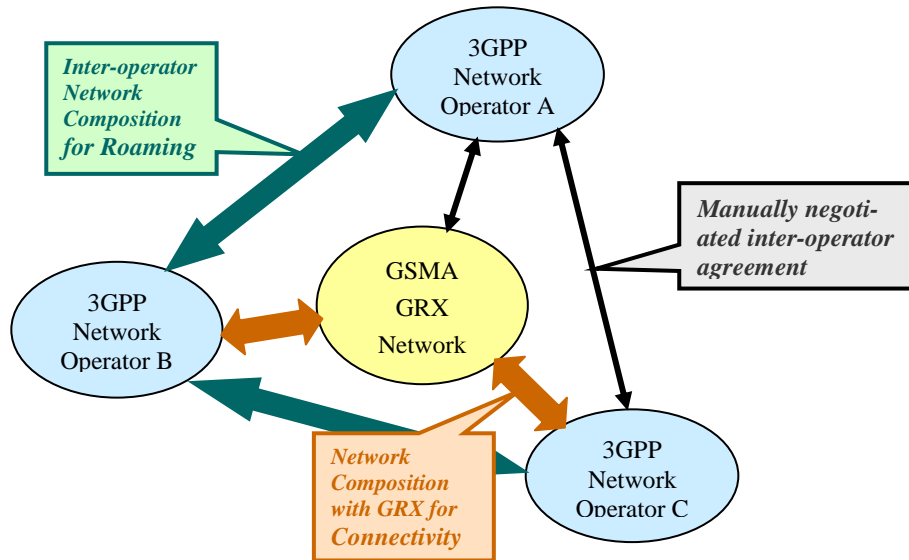 Inter-operator
Network
Composition
for Roaming
3GPP
Network
Operator A
Manually negoti-
ated inter-operator
agreement
GSMA
GRX
Network
3GPP
Network
Operator B
Network
Composition
with GRX for
Connectivity
3GPP
Network
Operator C